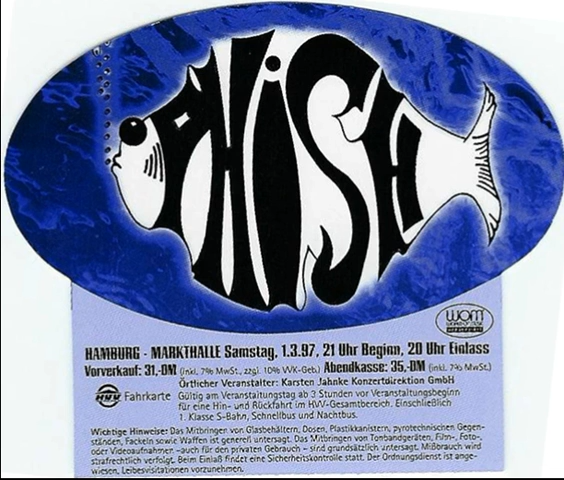 PHiSH
WOM
WORLD OF MUSIC
HAMBURG - MARKTHALLE Samstag, 1.3.97, 21 Uhr Beginn, 20 Uhr Einlass
Vorverkauf: 31,-DM (inkl. 7% MwSt., zzgl. 10% VVK-Geb.) Abendkasse: 35,-DM (inkl. 7% MwSt.)
Örtlicher Veranstalter: Karsten Jahnke Konzertdirektion GmbH
HVV Fahrkarte Gültig am Veranstaltungstag ab 3 Stunden vor Veranstaltungsbeginn
für eine Hin- und Rückfahrt im HVV-Gesamtbereich. Einschließlich
1. Klasse S-Bahn, Schnellbus und Nachtbus.
Wichtige Hinweise: Das Mitbringen von Glasbehältern, Dosen, Plastikkanistern, pyrotechnischen Gegen-
ständen, Fackeln sowie Waffen ist generell untersagt. Das Mitbringen von Tonbandgeräten, Film-, Foto-
oder Videoaufnahmen -auch für den privaten Gebrauch - sind grundsätzlich untersagt. Mißbrauch wird
strafrechtlich verfolgt. Beim Einlaß findet eine Sicherheitskontrolle statt. Der Ordnungsdienst ist ange-
wiesen, Leibesvisitationen vorzunehmen.